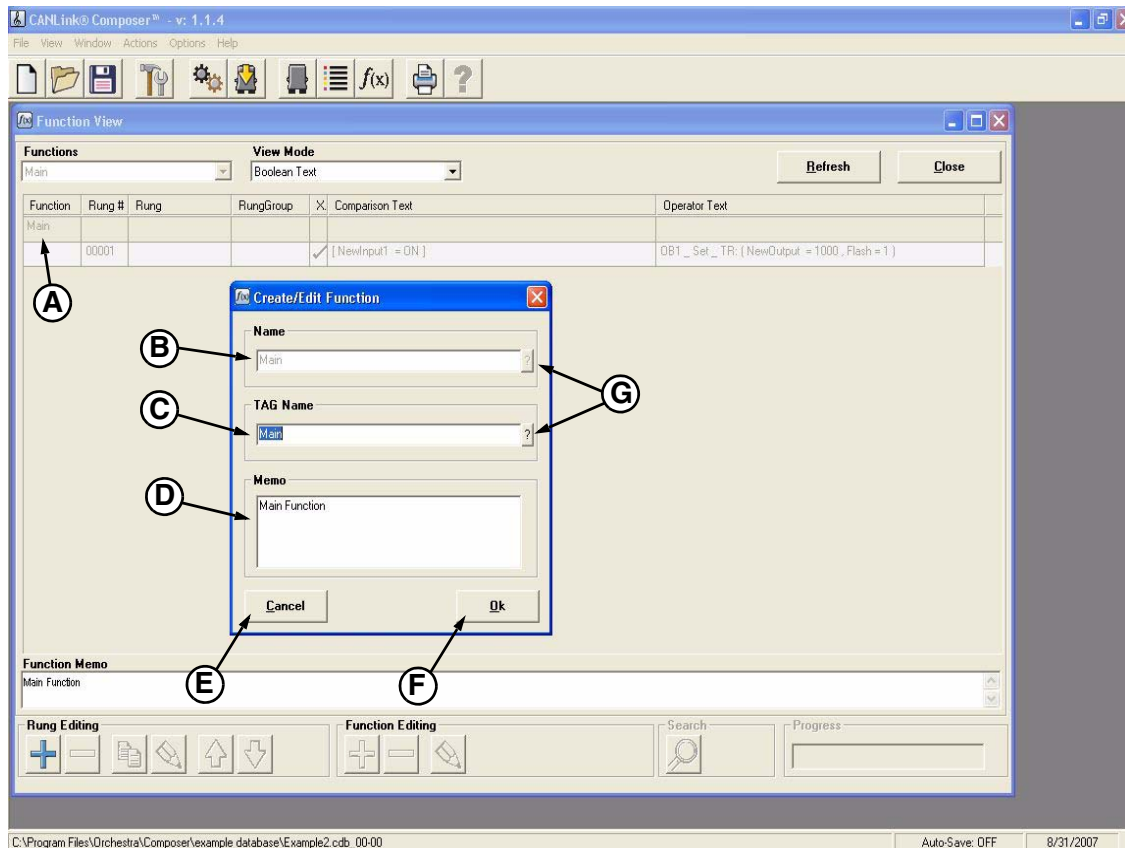 CANLink® Composer™ - v: 1.1.4
File View Window Actions Options Help
f(x)
?
f(x) Function View
Functions
View Mode
Main
Boolean Text
Refresh
Close
Function Rung # Rung RungGroup X. Comparison Text Operator Text
Main
00001 [ NewInput1 = ON ] OB1 _ Set _ TR: ( NewOutput = 1000 , Flash = 1 )
A
f(x) Create/Edit Function
Name
B
Main
?
G
TAG Name
C
Main
?
Memo
D
Main Function
Cancel
Ok
E
F
Function Memo
Main Function
Rung Editing
Function Editing
Search
Progress
C:\Program Files\Orchestra\Composer\example database\Example2.cdb 00-00
Auto-Save: OFF
8/31/2007